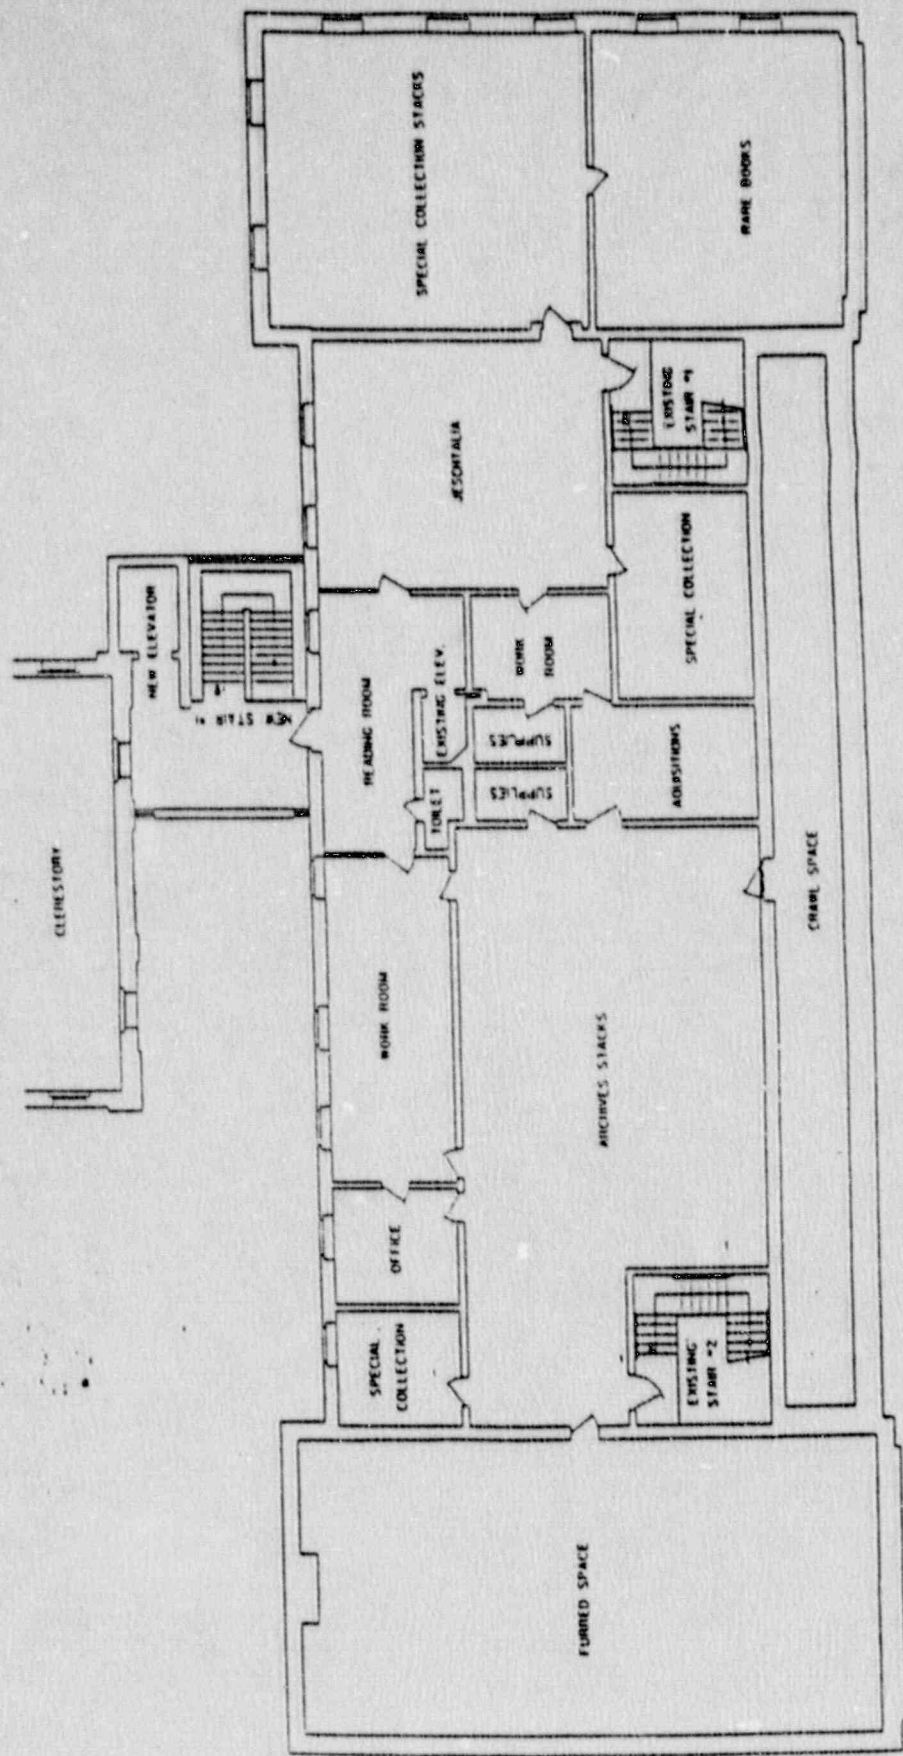 SPECIAL COLLECTION STACKS
RARE BOOKS
JESCHTALIA
EXISTING
STAIR #1
NEW ELEVATOR
NEW STAIR #1
CLERESTORY
READING ROOM
EXISTING ELEV.
WORK
ROOM
SPECIAL COLLECTION
TOILET
SUPPLIES
SUPPLIES
AQUISITIONS
WORK ROOM
ARCHIVES STACKS
CRAWL SPACE
OFFICE
SPECIAL
COLLECTION
EXISTING
STAIR #2
FURRED SPACE